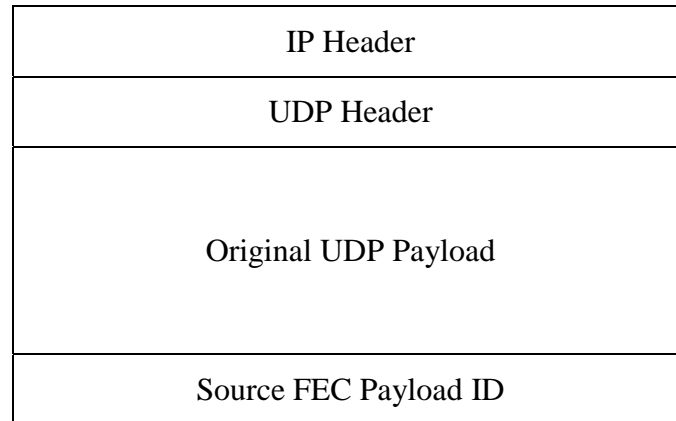 IP Header
UDP Header
Original UDP Payload
Source FEC Payload ID